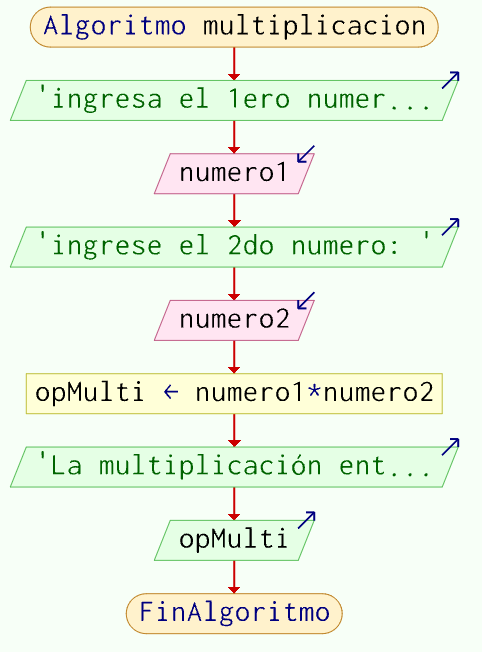 Algoritmo multiplicacion
'ingresa el 1ero numer...
numero1
'ingrese el 2do numero: '
numero2
opMulti ← numero1*numero2
'La multiplicación ent...
opMulti
FinAlgoritmo